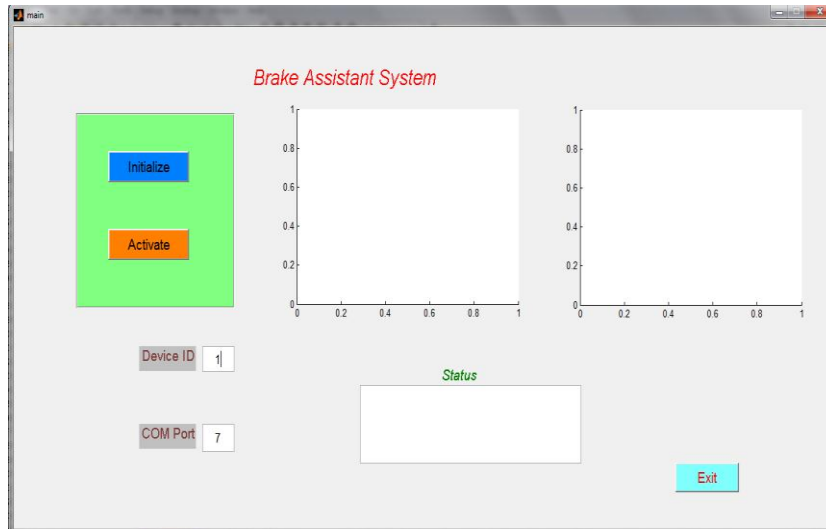 main
Brake Assistant System
Initialize
Activate
1
0.8
0.6
0.4
0.2
0
0 0.2 0.4 0.6 0.8 1
1
0.8
0.6
0.4
0.2
0
0 0.2 0.4 0.6 0.8 1
Device ID 1
Status
COM Port 7
Exit